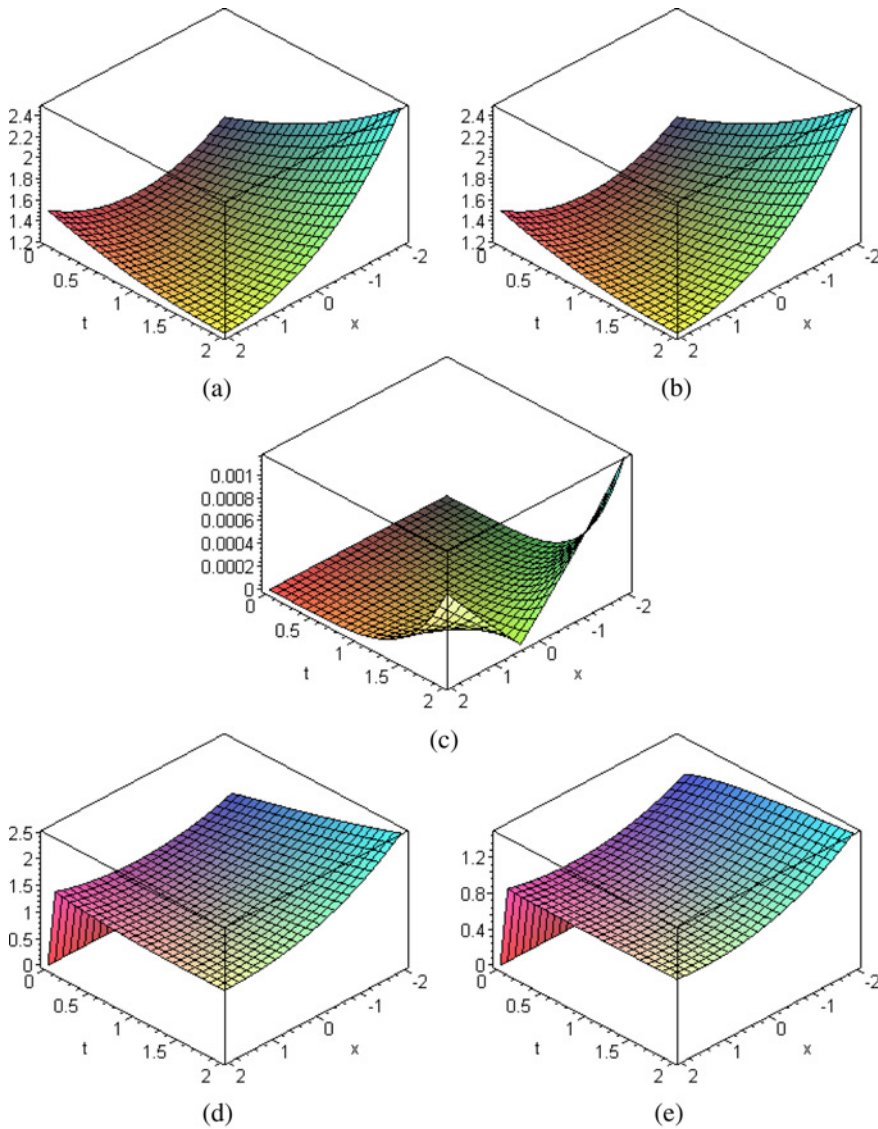 2.4 2.4
2.2 2.2
2 2
1.8 1.8
1.6 1.6
1.4 1.4
1.2 1.2
0 -2 0 -2
0.5 -1 0.5 -1
1 0 1 0
t 1.5 1 x t 1.5 1 x
2 2 2 2
(a) (b)
0.001
0.0008
0.0006
0.0004
0.0002
0
0 -2
0.5 -1
1 0
t 1.5 1 x
2 2
(c)
2.5
2 1.2
1.5 0.8
1
0.5 0.4
0 0
0 -2 0 -2
0.5 -1 0.5 -1
1 0 1 0
t 1.5 1 x t 1.5 1 x
2 2 2 2
(d) (e)